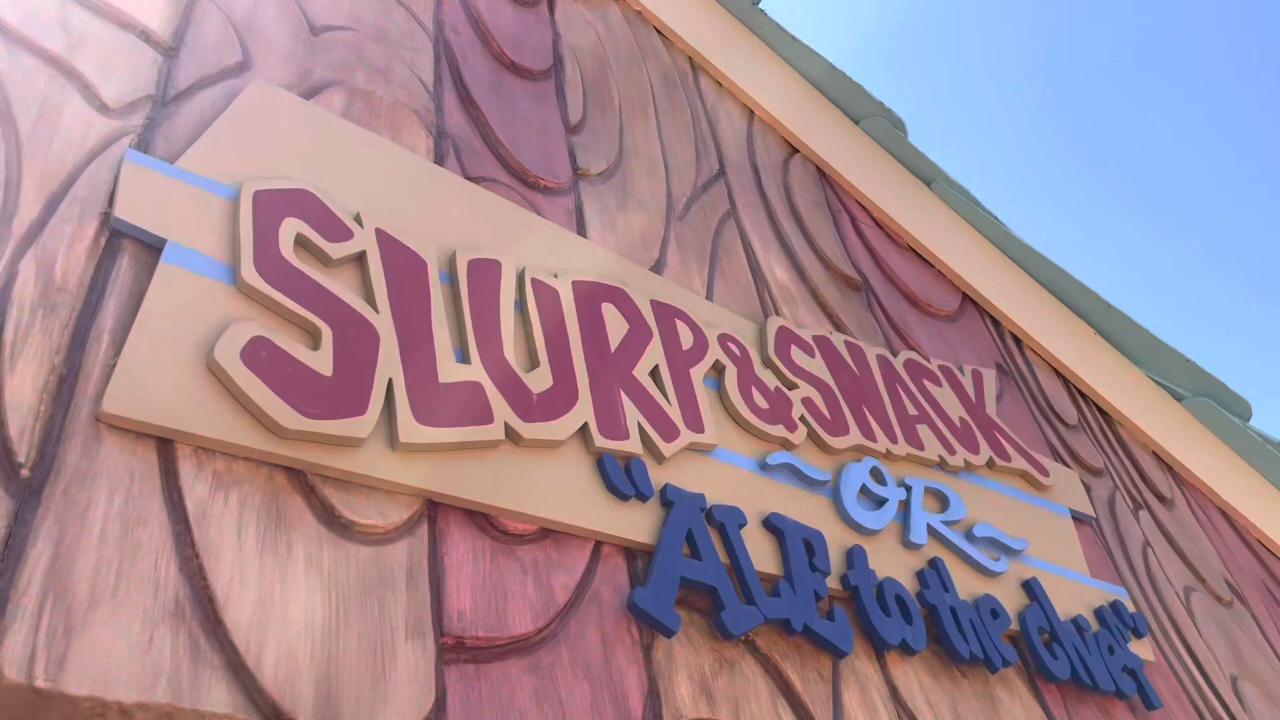 SLURP & SNACK
~OR~
"ALE to the chief"